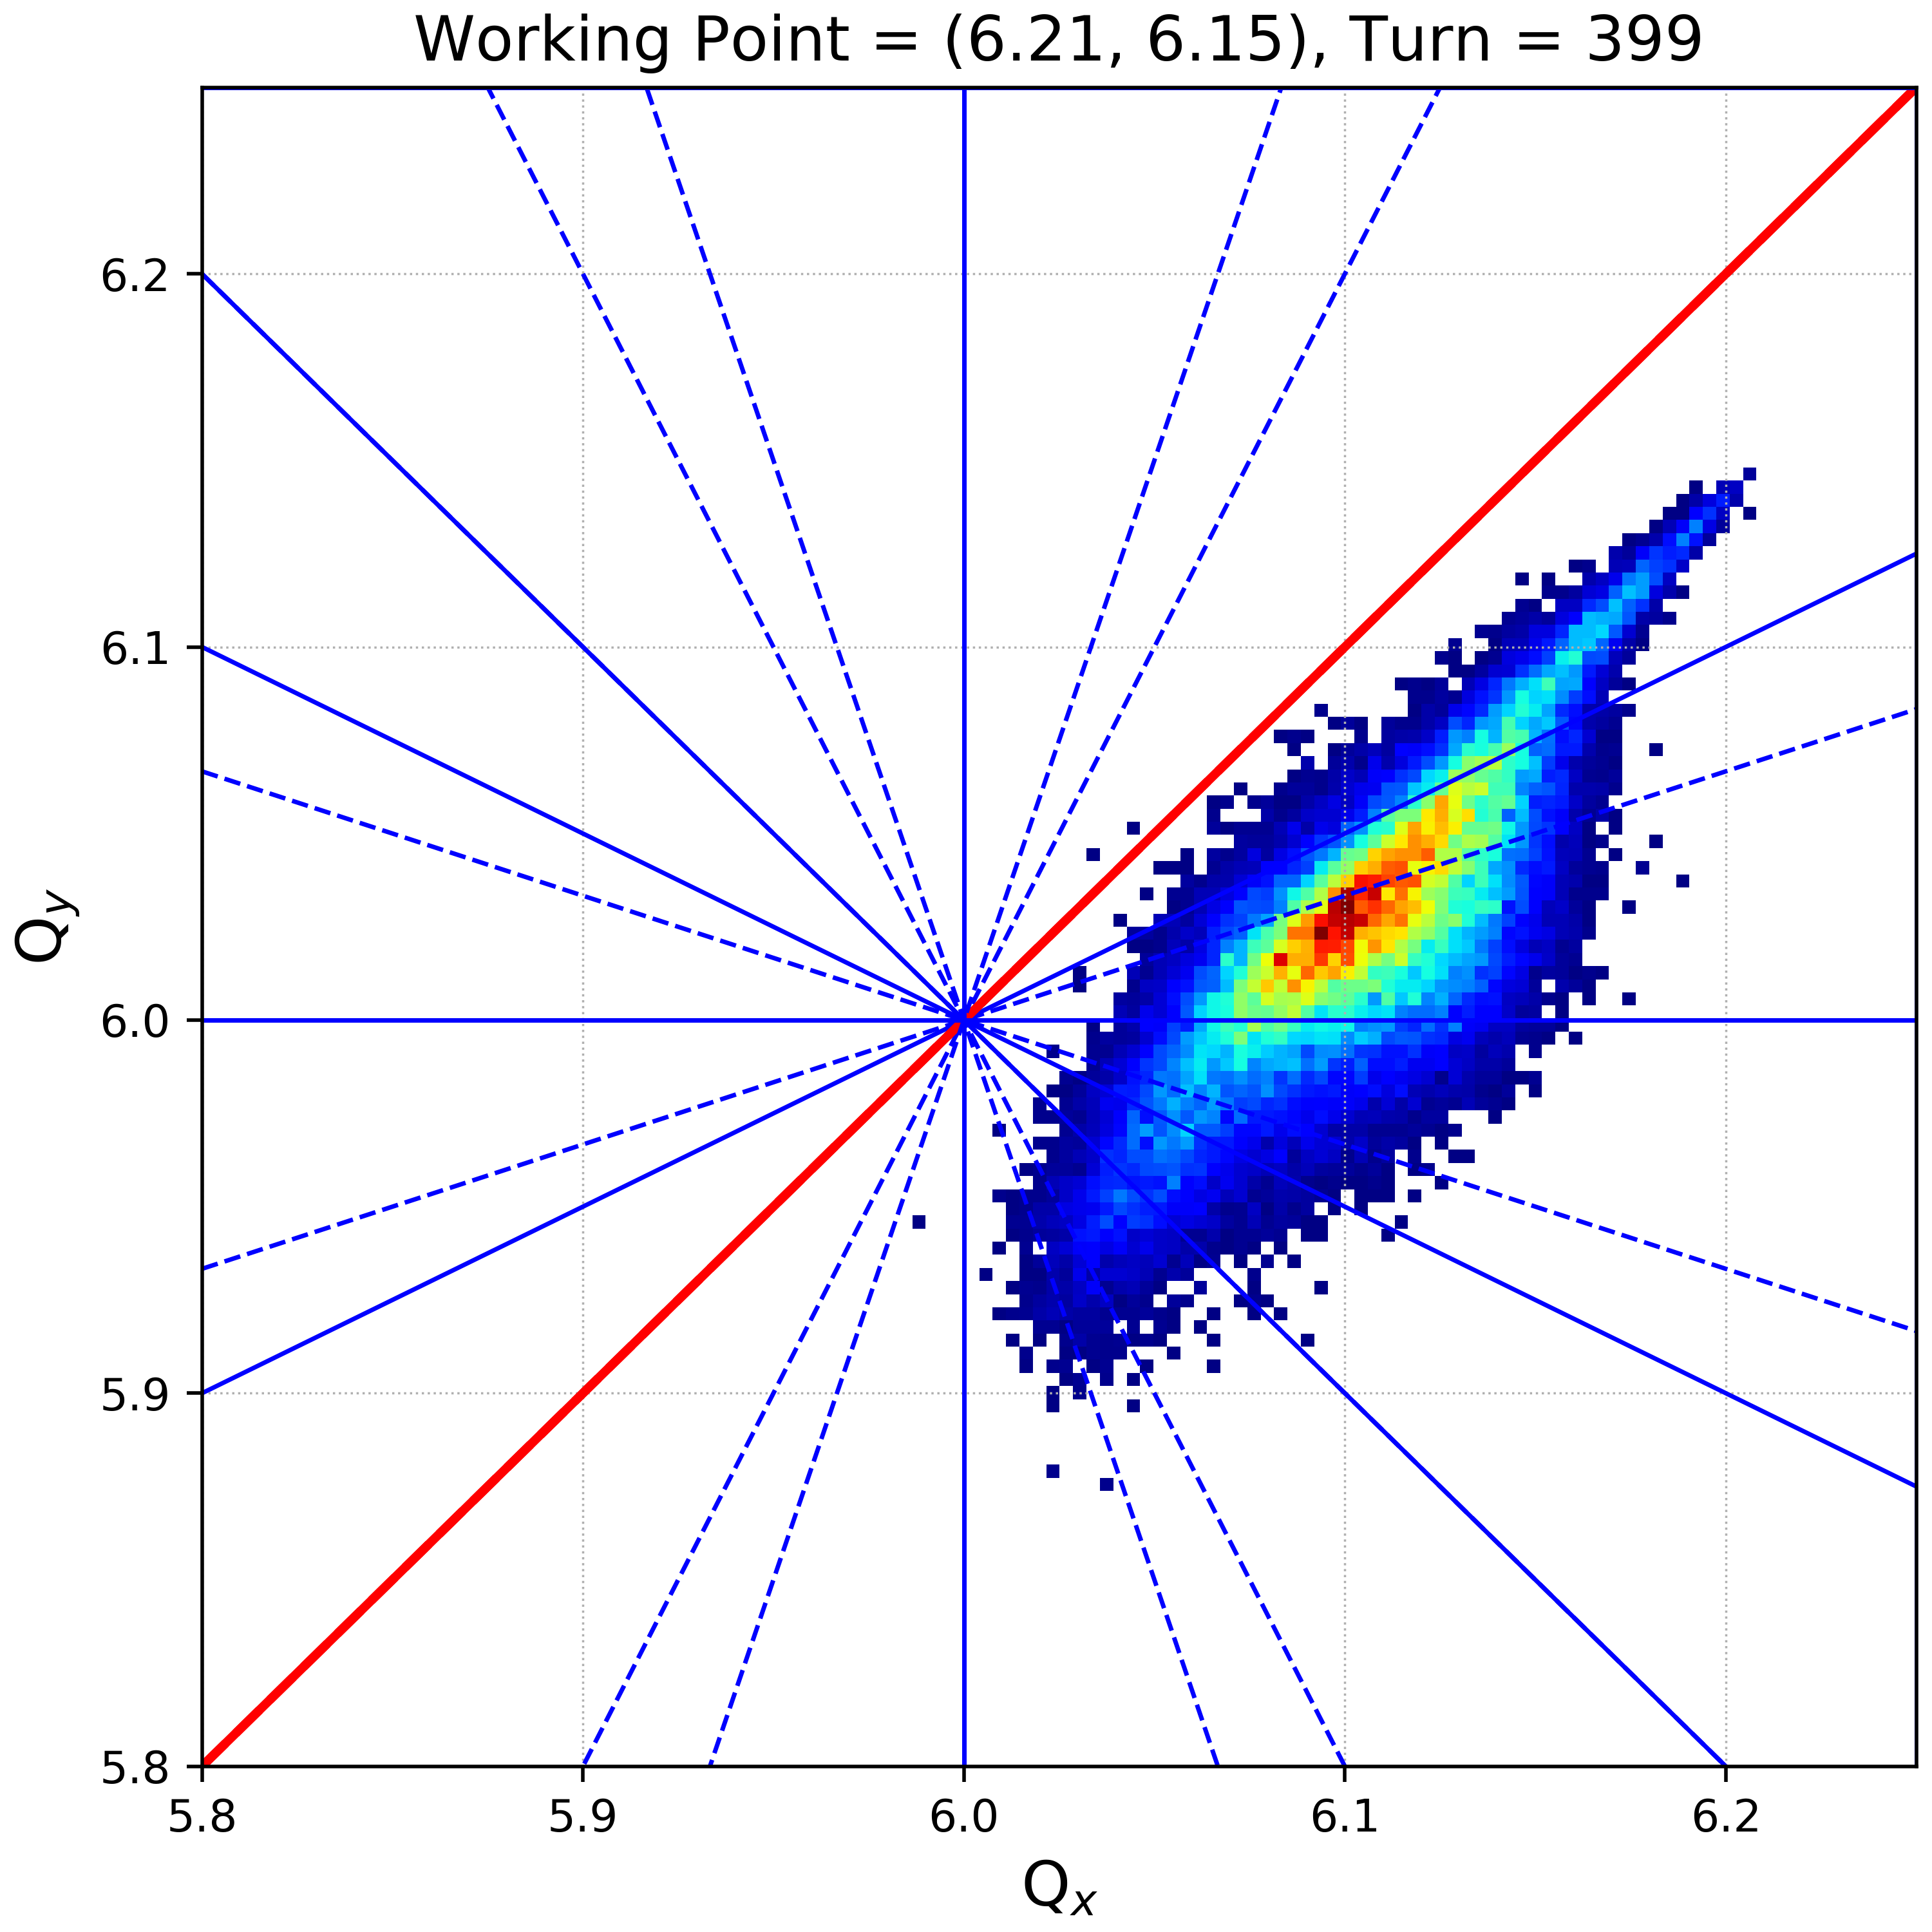 Working Point = (6.21, 6.15), Turn = 399
6.2
6.1
6.0
5.9
5.8
Qy
5.8 5.9 6.0 6.1 6.2
Qx